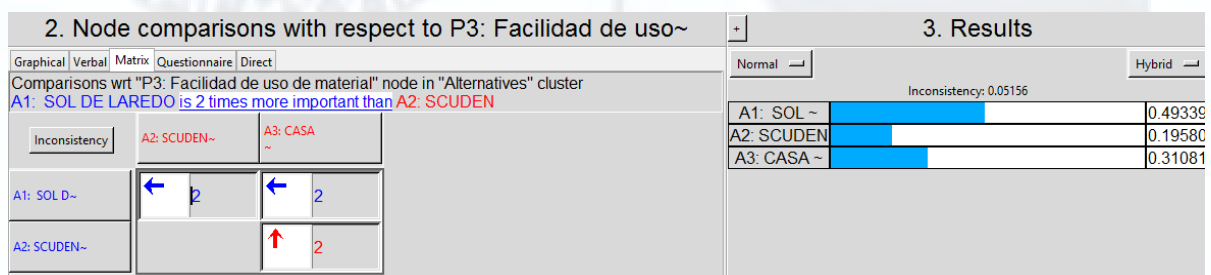 2. Node comparisons with respect to P3: Facilidad de uso~
+
3. Results
Graphical Verbal Matrix Questionnaire Direct
Comparisons wrt "P3: Facilidad de uso de material" node in "Alternatives" cluster
A1: SOL DE LAREDO is 2 times more important than A2: SCUDEN
Inconsistency
A2: SCUDEN~
A3: CASA
~
A1: SOL D~
2
2
A2: SCUDEN~
2
Normal
Hybrid
Inconsistency: 0.05156
A1: SOL ~ 0.49339
A2: SCUDEN 0.19580
A3: CASA ~ 0.31081